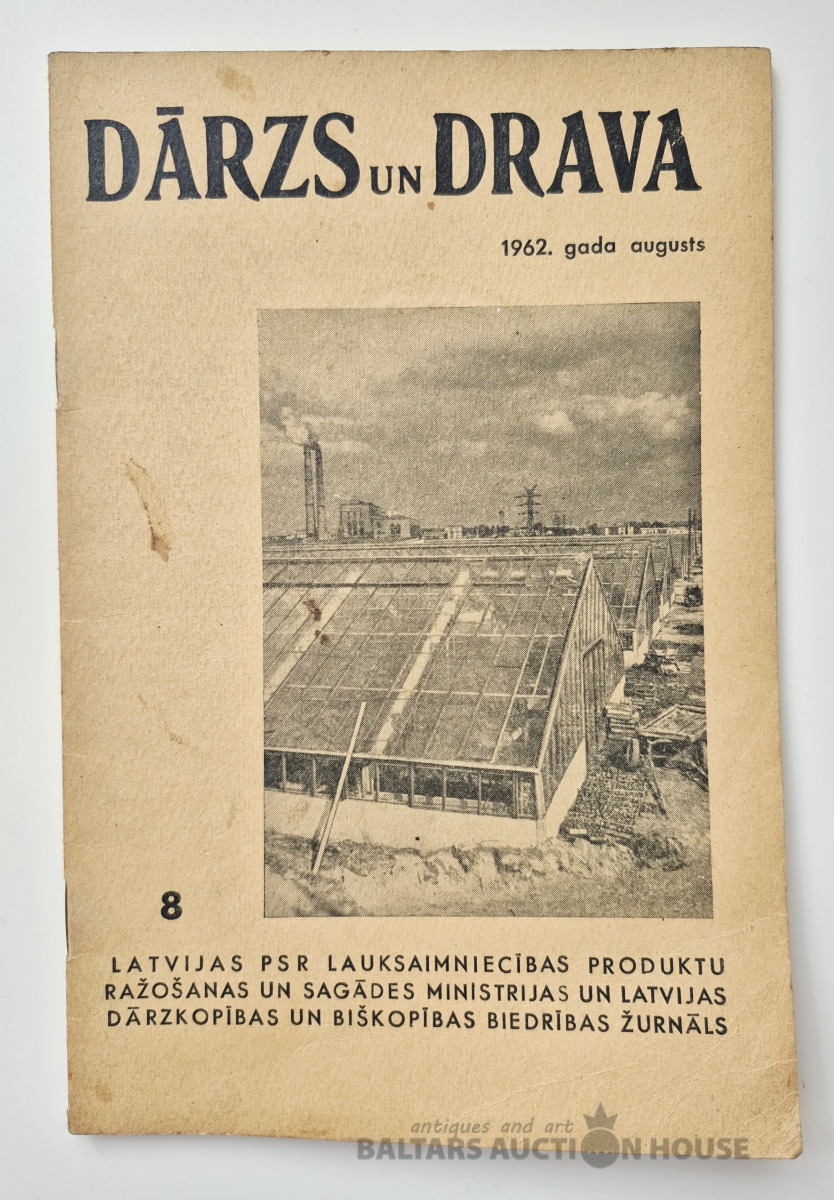 DĀRZS UN DRAVA
1962. gada augusts
8
LATVIJAS PSR LAUKSAIMNIECĪBAS PRODUKTU
RAŽOŠANAS UN SAGĀDES MINISTRIJAS UN LATVIJAS
DĀRZKOPĪBAS UN BIŠKOPĪBAS BIEDRĪBAS ŽURNĀLS
antiques and art
BALTARS AUCTION HOUSE